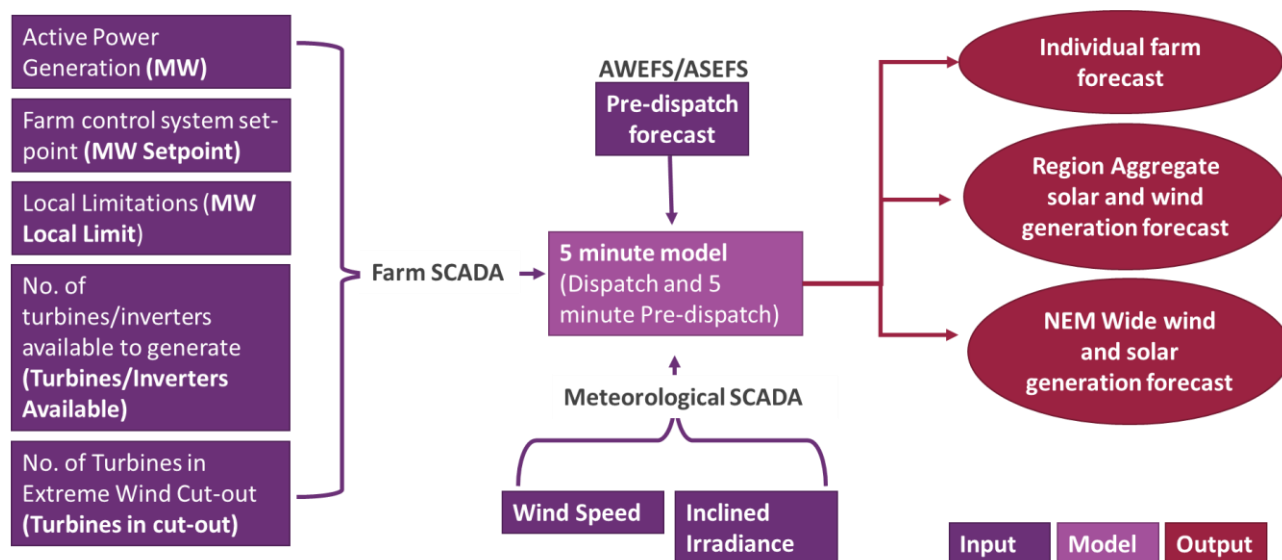 Active Power
Generation (MW)
Farm control system set-
point (MW Setpoint)
Local Limitations (MW
Local Limit)
No. of
turbines/inverters
available to generate
(Turbines/Inverters
Available)
No. of Turbines in
Extreme Wind Cut-out
(Turbines in cut-out)
Farm SCADA
AWEFS/ASEFS
Pre-dispatch
forecast
5 minute model
(Dispatch and 5
minute Pre-dispatch)
Meteorological SCADA
Wind Speed
Inclined
Irradiance
Individual farm
forecast
Region Aggregate
solar and wind
generation forecast
NEM Wide wind
and solar
generation forecast
Input
Model
Output